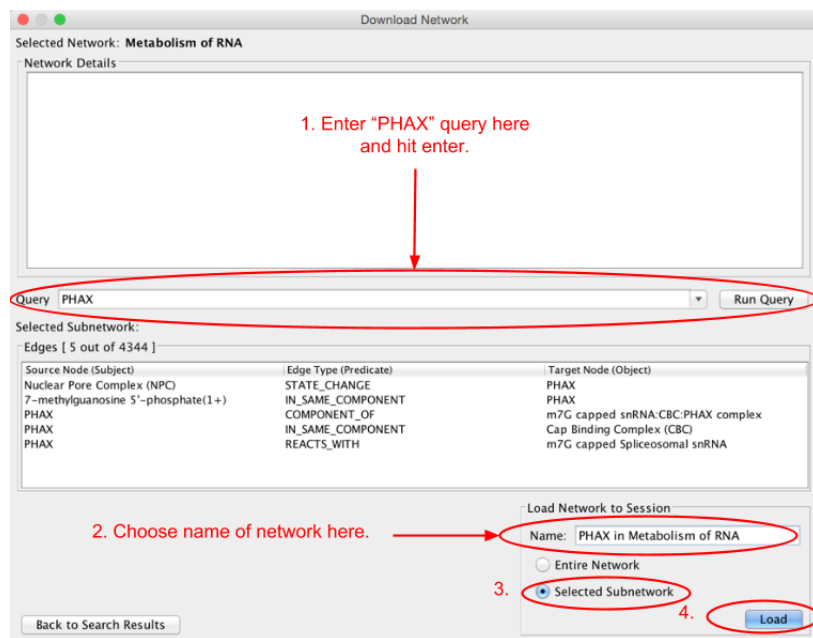 Download Network
Selected Network: Metabolism of RNA
Network Details
1. Enter “PHAX” query here
and hit enter.
Query PHAX Run Query
Selected Subnetwork:
Edges [ 5 out of 4344 ]
Source Node (Subject) Edge Type (Predicate) Target Node (Object)
Nuclear Pore Complex (NPC) STATE_CHANGE PHAX
7-methylguanosine 5'-phosphate(1+) IN_SAME_COMPONENT PHAX
PHAX COMPONENT_OF m7G capped snRNA:CBC:PHAX complex
PHAX IN_SAME_COMPONENT Cap Binding Complex (CBC)
PHAX REACTS_WITH m7G capped Spliceosomal snRNA
Load Network to Session
2. Choose name of network here. Name: PHAX in Metabolism of RNA
Entire Network
3. Selected Subnetwork
4. Load
Back to Search Results